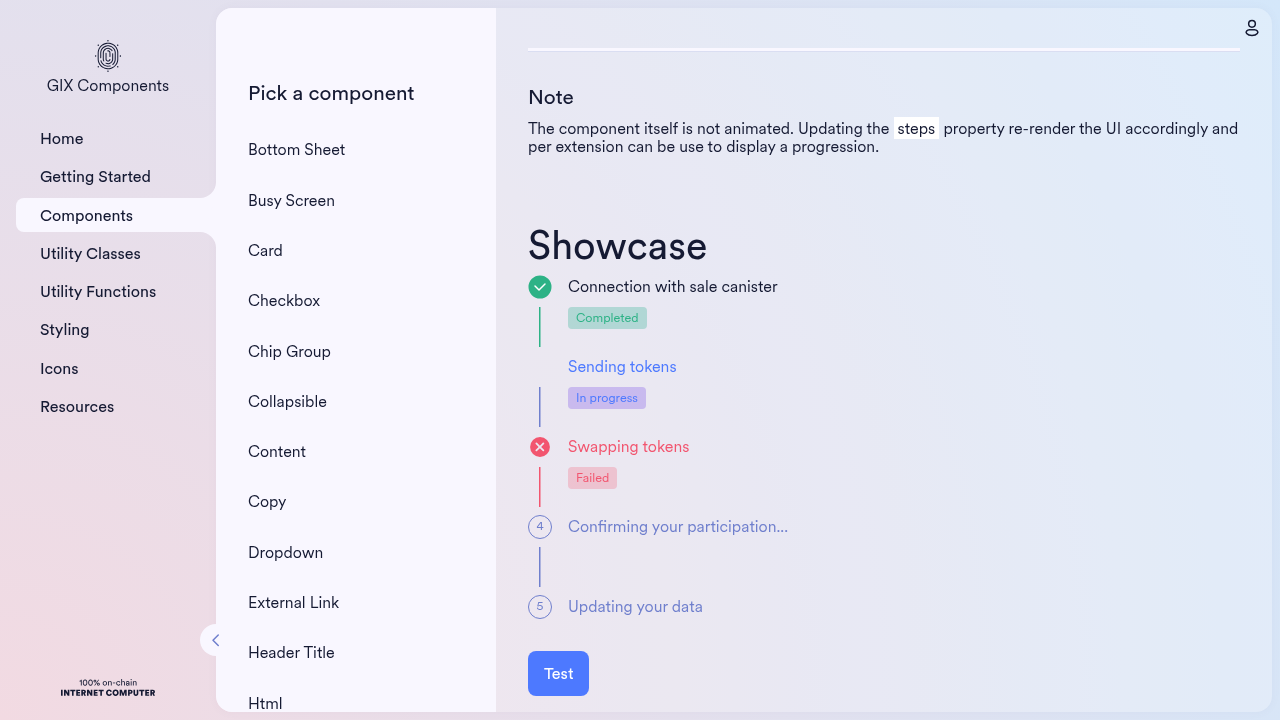 GIX Components
Home
Getting Started
Components
Utility Classes
Utility Functions
Styling
Icons
Resources
100% on-chain
INTERNET COMPUTER
Pick a component
Bottom Sheet
Busy Screen
Card
Checkbox
Chip Group
Collapsible
Content
Copy
Dropdown
External Link
Header Title
Html
Note
The component itself is not animated. Updating the steps property re-render the UI accordingly and
per extension can be use to display a progression.
Showcase
Connection with sale canister
Completed
Sending tokens
In progress
Swapping tokens
Failed
4 Confirming your participation...
5 Updating your data
Test